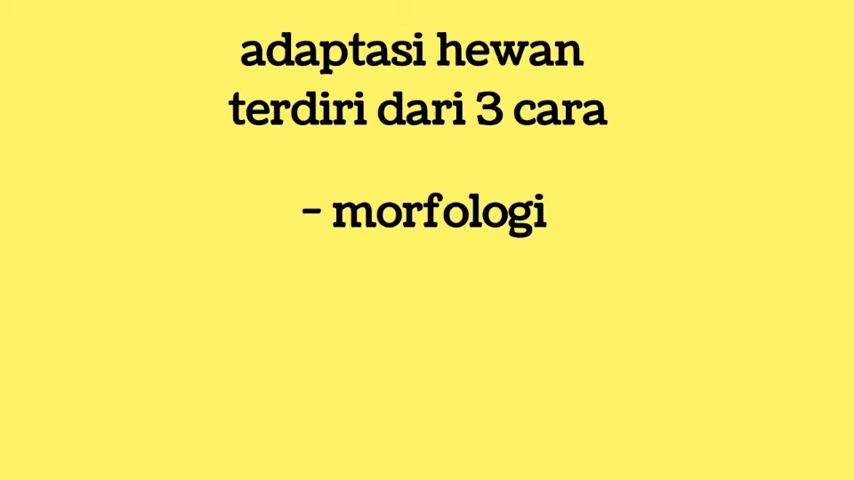 adaptasi hewan
terdiri dari 3 cara
- morfologi